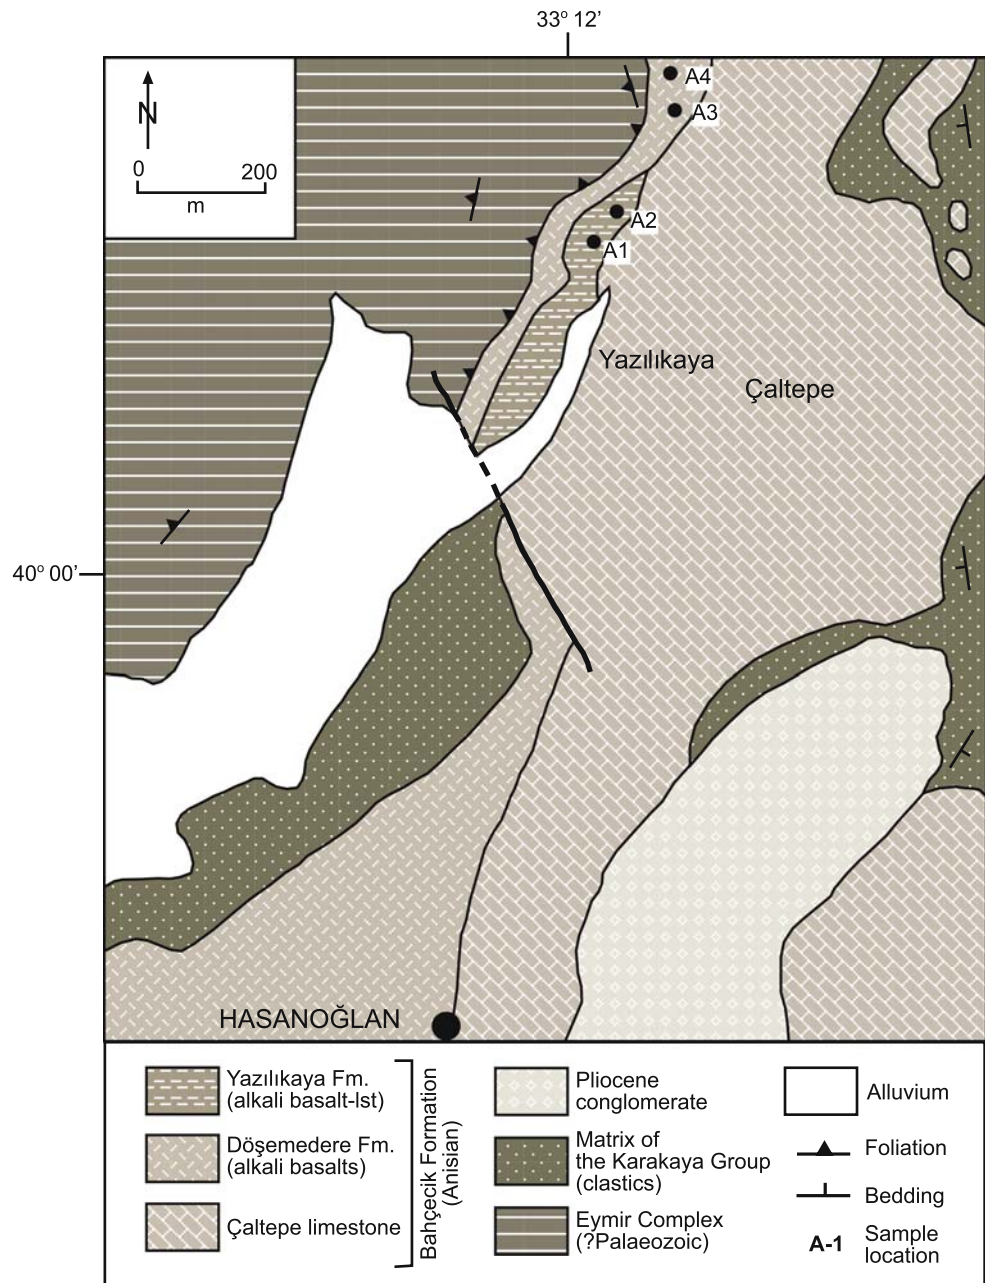 33° 12’
N
0 200
m
A4
A3
A2
A1
Yazılıkaya
Çaltepe
40° 00’
HASANOĞLAN
Yazılıkaya Fm.
(alkali basalt-lst)
Döşemedere Fm.
(alkali basalts)
Çaltepe limestone
Bahçecik Formation
(Anisian)
Pliocene
conglomerate
Matrix of
the Karakaya Group
(clastics)
Eymir Complex
(?Palaeozoic)
Alluvium
Foliation
Bedding
A-1 Sample
location